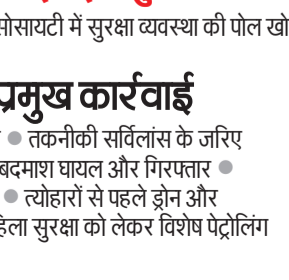 सोसायटी में सुरक्षा व्यवस्था की पोल खो
प्रमुख कार्रवाई
● तकनीकी सर्विलांस के जरिए
बदमाश घायल और गिरफ्तार ●
● त्योहारों से पहले ड्रोन और
हिला सुरक्षा को लेकर विशेष पेट्रोलिंग